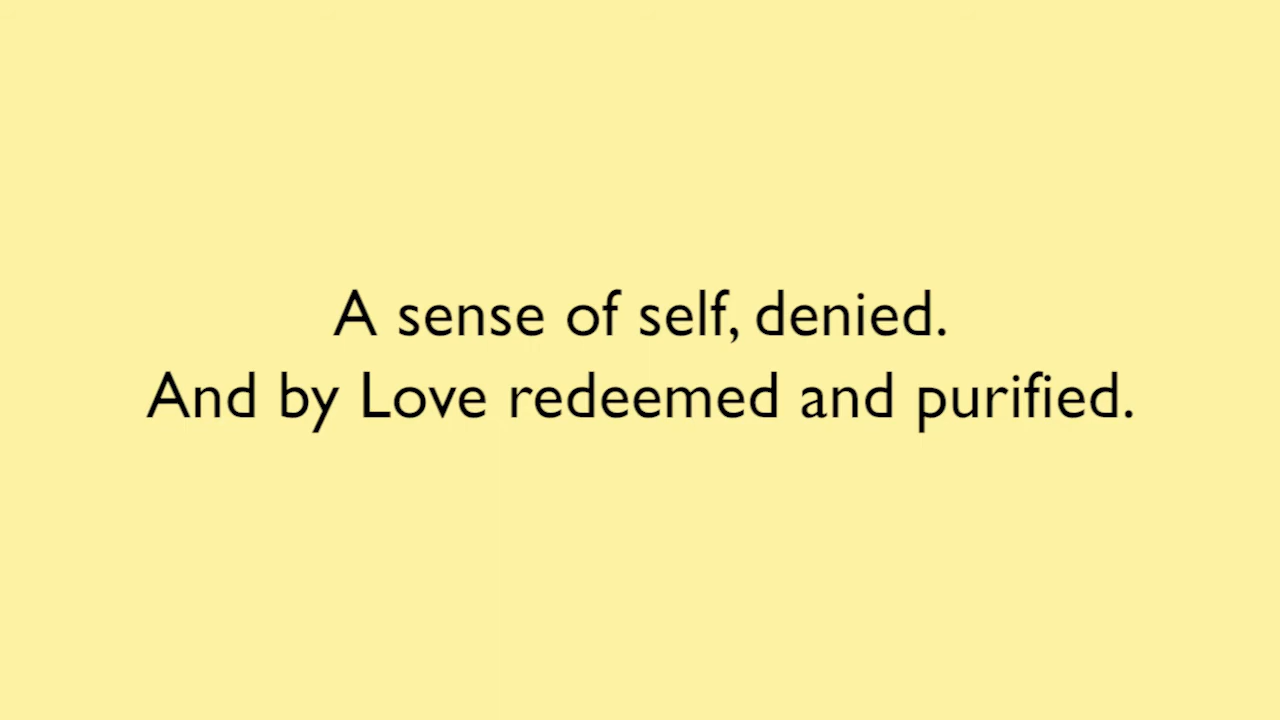 A sense of self, denied.
And by Love redeemed and purified.